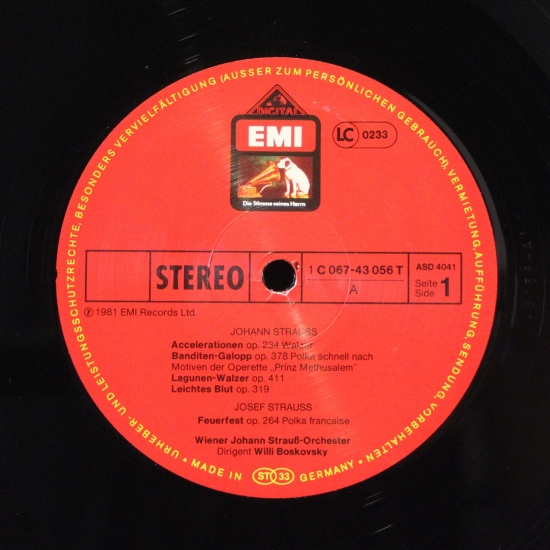 URHEBER- UND LEISTUNGSSCHUTZRECHTE, BESONDERS VERVIELFÄLTIGUNG (AUSSER ZUM PERSÖNLICHEN GEBRAUCH), VERMIETUNG, AUFFÜHRUNG, SENDUNG, VORBEHALTEN •
DIGITAL
EMI
LC 0233
Die Stimme seines Herrn
STEREO
1 C 067-43 056 T
A
ASD 4041
Seite
Side 1
℗ 1981 EMI Records Ltd.
JOHANN STRAUSS
Accelerationen op. 234 Walzer
Banditen-Galopp op. 378 Polka schnell nach
Motiven der Operette „Prinz Methusalem”
Lagunen-Walzer op. 411
Leichtes Blut op. 319
JOSEF STRAUSS
Feuerfest op. 264 Polka francaise
Wiener Johann Strauß-Orchester
Dirigent Willi Boskovsky
• MADE IN ST 33 GERMANY •